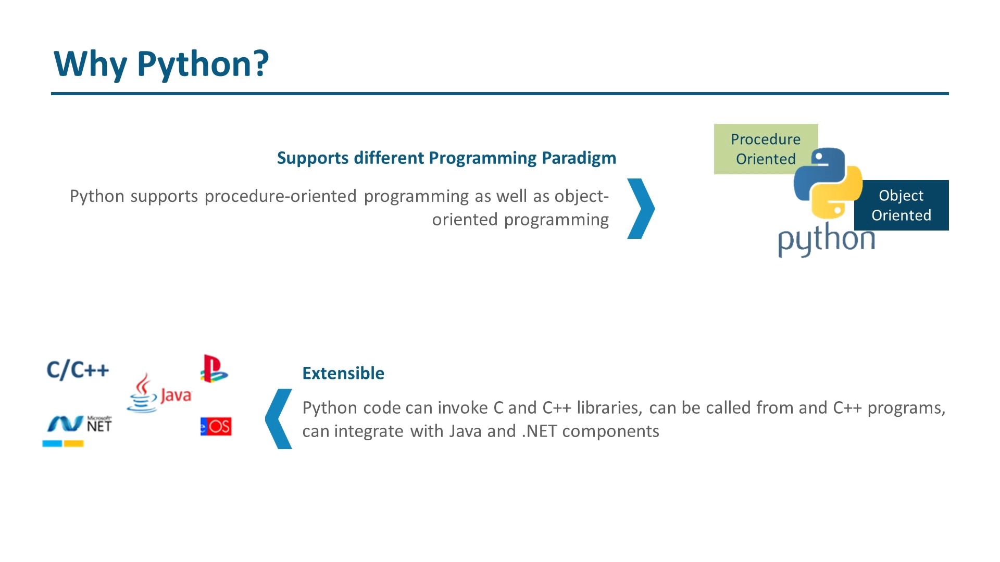 Why Python?
Supports different Programming Paradigm
Python supports procedure-oriented programming as well as object-
oriented programming
Procedure
Oriented
Object
Oriented
python
C/C++
Java
Microsoft
NET
e OS
Extensible
Python code can invoke C and C++ libraries, can be called from and C++ programs,
can integrate with Java and .NET components